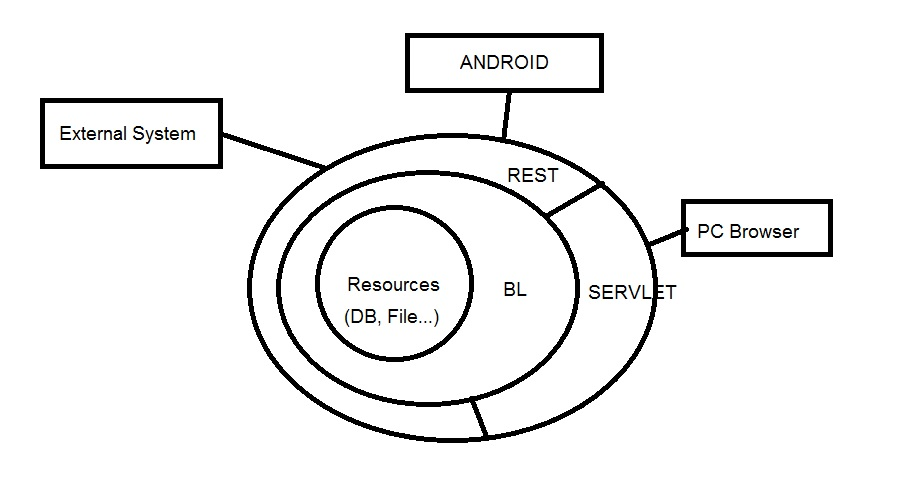 ANDROID
External System
REST
PC Browser
Resources
(DB, File...)
BL
SERVLET